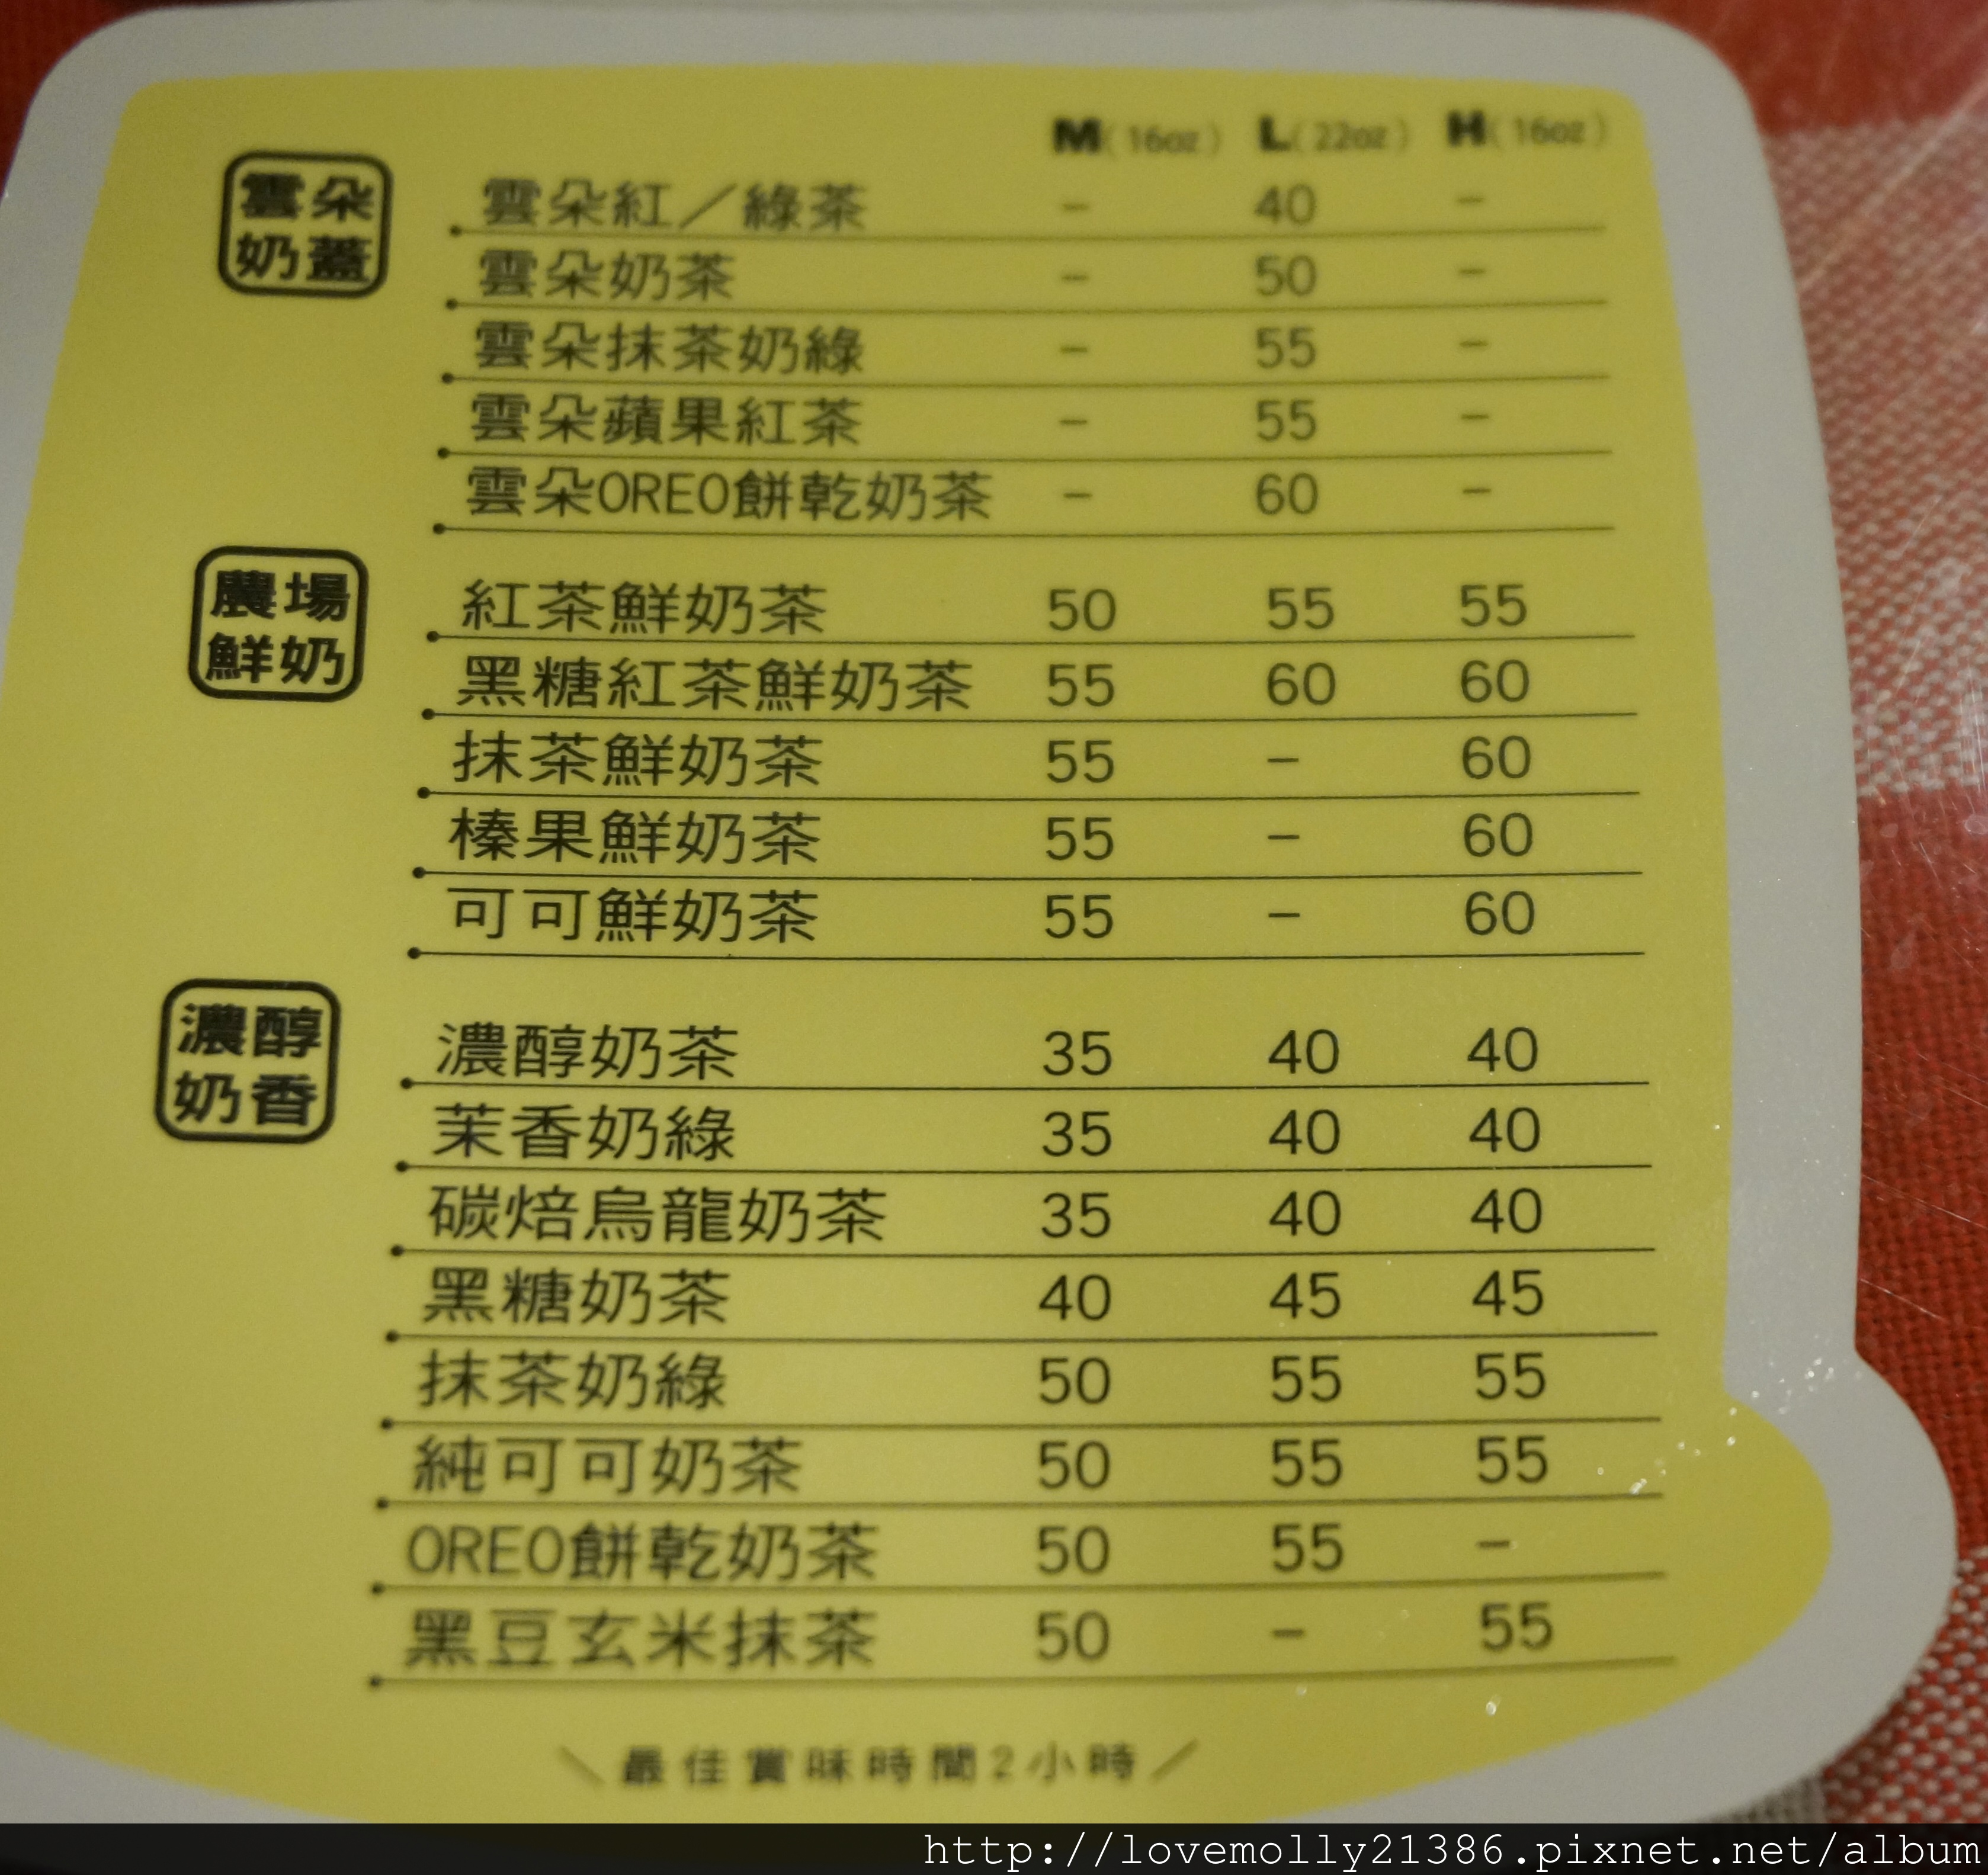 M(16oz) L(22oz) H(16oz)
雲朵
奶蓋
雲朵紅／綠茶 - 40 -
雲朵奶茶 - 50 -
雲朵抹茶奶綠 - 55 -
雲朵蘋果紅茶 - 55 -
雲朵OREO餅乾奶茶 - 60 -
農場
鮮奶
紅茶鮮奶茶 50 55 55
黑糖紅茶鮮奶茶 55 60 60
抹茶鮮奶茶 55 - 60
榛果鮮奶茶 55 - 60
可可鮮奶茶 55 - 60
濃醇
奶香
濃醇奶茶 35 40 40
茉香奶綠 35 40 40
碳焙烏龍奶茶 35 40 40
黑糖奶茶 40 45 45
抹茶奶綠 50 55 55
純可可奶茶 50 55 55
OREO餅乾奶茶 50 55 -
黑豆玄米抹茶 50 - 55
＼最佳賞味時間2小時／
http://lovemolly21386.pixnet.net/album